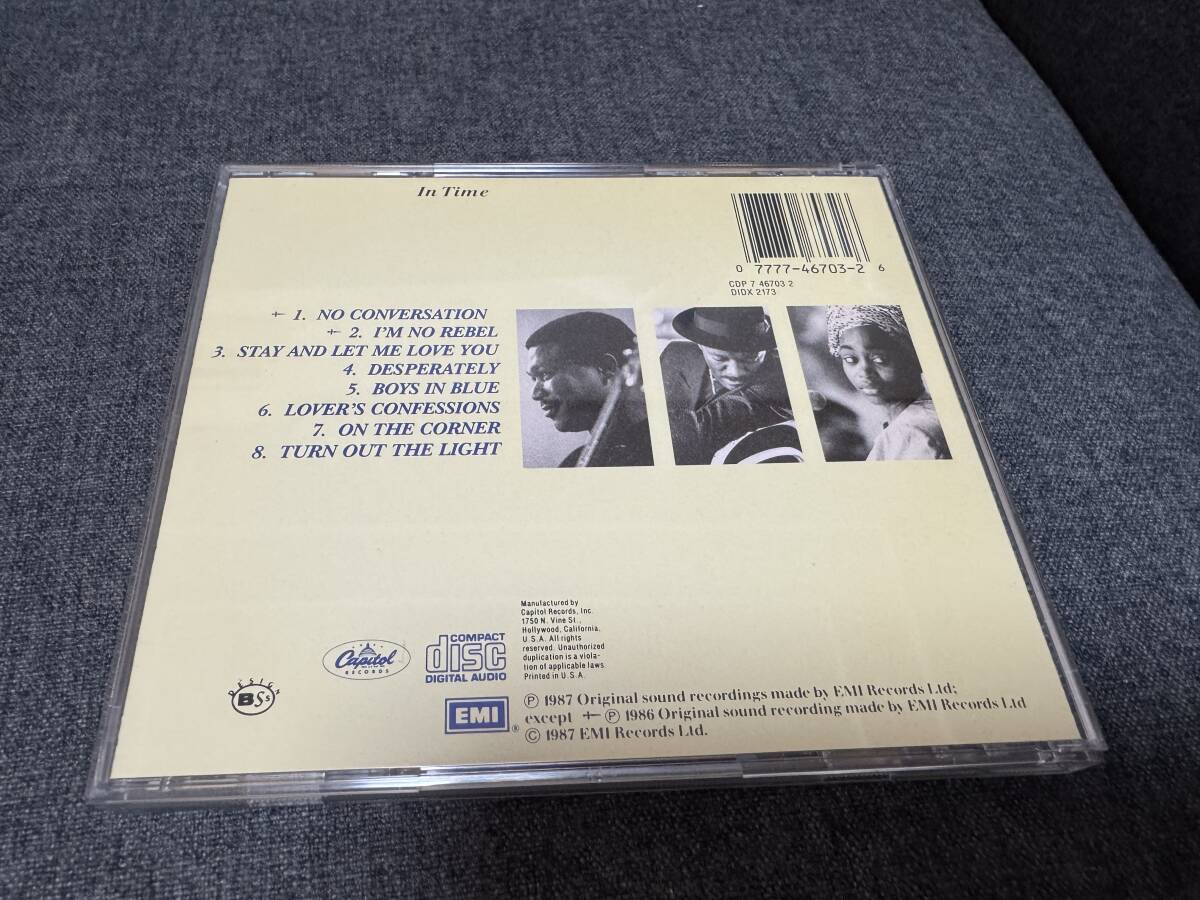 In Time
0 7777-46703-2 6
CDP 7 46703 2
DIDX 2173
⨥ 1. NO CONVERSATION
⨥ 2. I'M NO REBEL
3. STAY AND LET ME LOVE YOU
4. DESPERATELY
5. BOYS IN BLUE
6. LOVER'S CONFESSIONS
7. ON THE CORNER
8. TURN OUT THE LIGHT
Manufactured by
Capitol Records, Inc.
1750 N. Vine St.,
Hollywood, California,
U.S.A. All rights
reserved. Unauthorized
duplication is a viola-
tion of applicable laws.
Printed in U.S.A.
DESIGN
BSs
Capitol
RECORDS
COMPACT
disc
DIGITAL AUDIO
EMI ®
℗ 1987 Original sound recordings made by EMI Records Ltd;
except ⨥ ℗ 1986 Original sound recording made by EMI Records Ltd
© 1987 EMI Records Ltd.